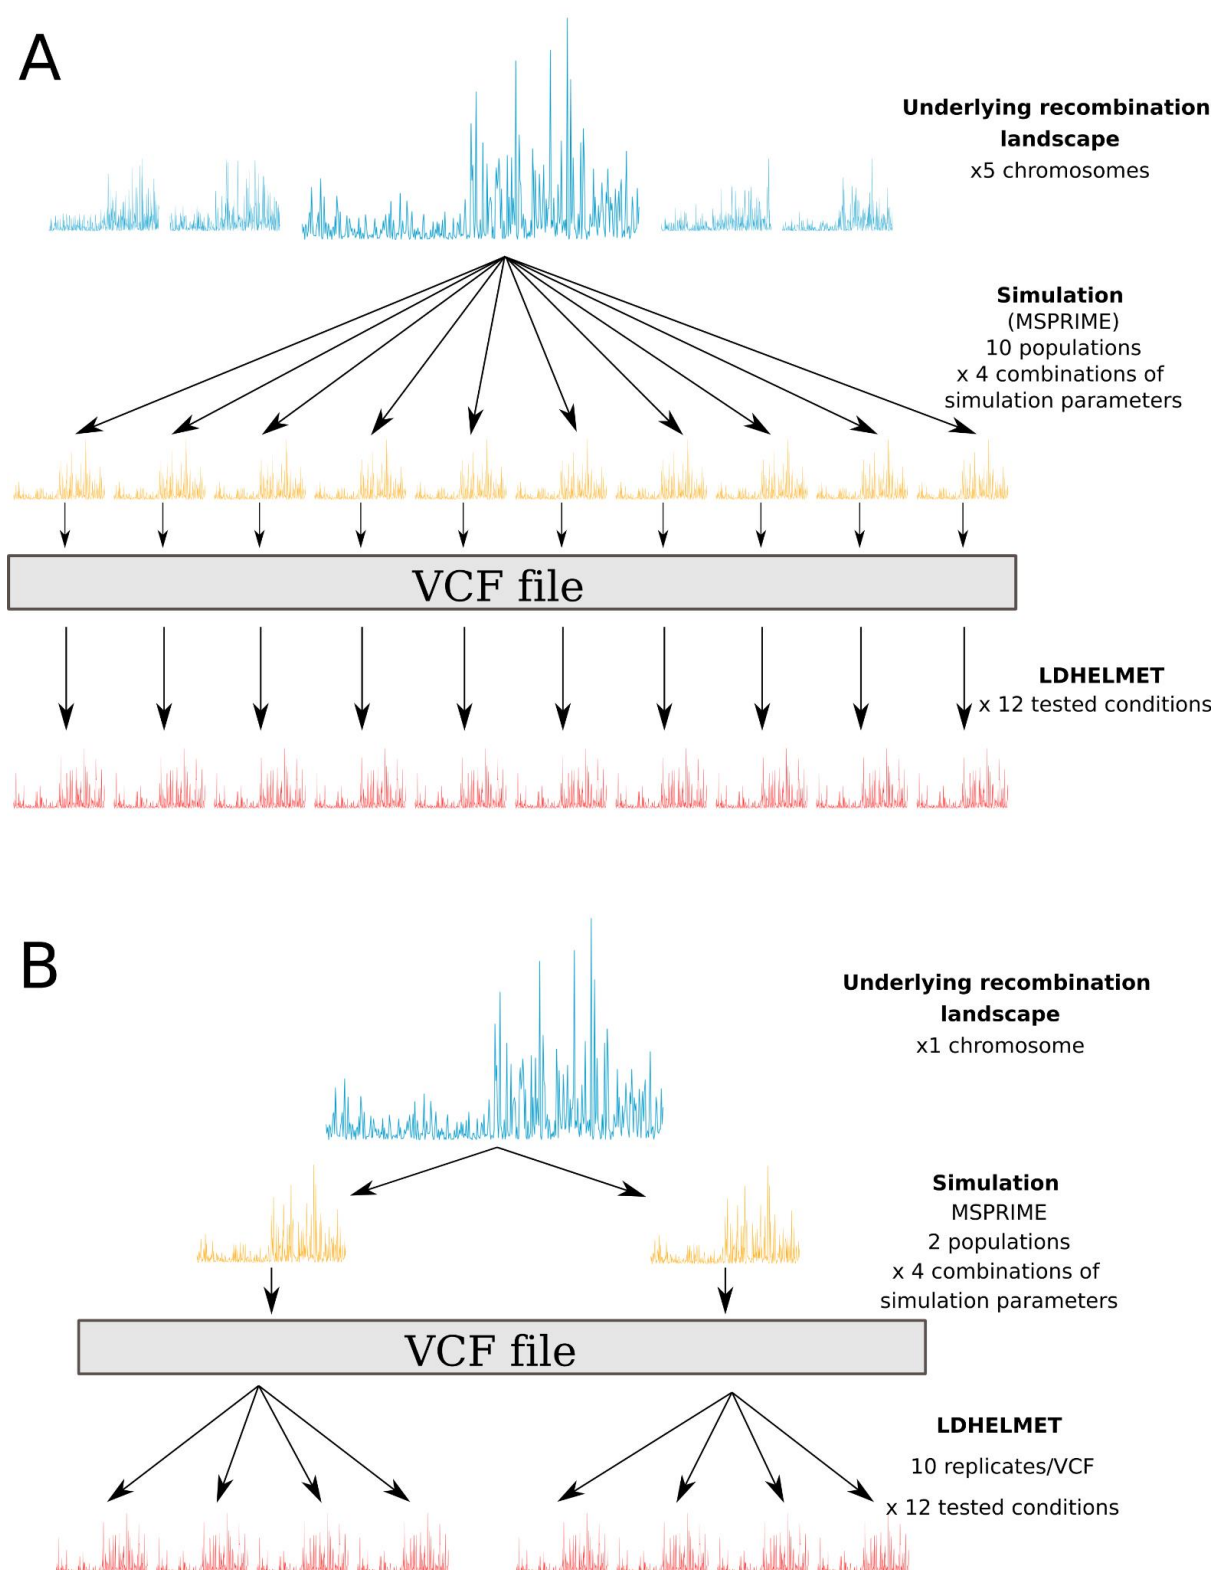 A
Underlying recombination
landscape
x5 chromosomes
Simulation
(MSPRIME)
10 populations
x 4 combinations of
simulation parameters
VCF file
LDHELMET
x 12 tested conditions
B
Underlying recombination
landscape
x1 chromosome
Simulation
MSPRIME
2 populations
x 4 combinations of
simulation parameters
VCF file
LDHELMET
10 replicates/VCF
x 12 tested conditions